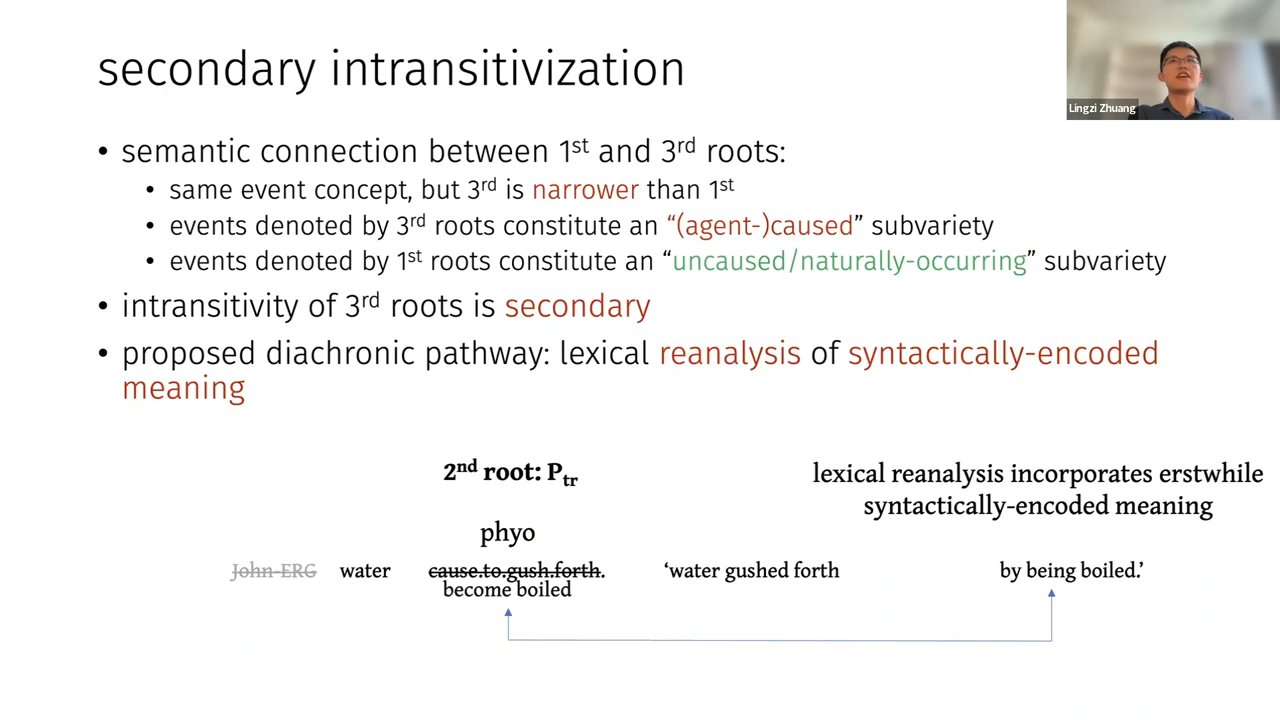 secondary intransitivization
Lingzi Zhuang
• semantic connection between 1st and 3rd roots:
• same event concept, but 3rd is narrower than 1st
• events denoted by 3rd roots constitute an “(agent-)caused” subvariety
• events denoted by 1st roots constitute an “uncaused/naturally-occurring” subvariety
• intransitivity of 3rd roots is secondary
• proposed diachronic pathway: lexical reanalysis of syntactically-encoded
meaning
2nd root: Ptr
lexical reanalysis incorporates erstwhile
syntactically-encoded meaning
phyo
John-ERG water cause.to.gush.forth. ‘water gushed forth by being boiled.’
become boiled